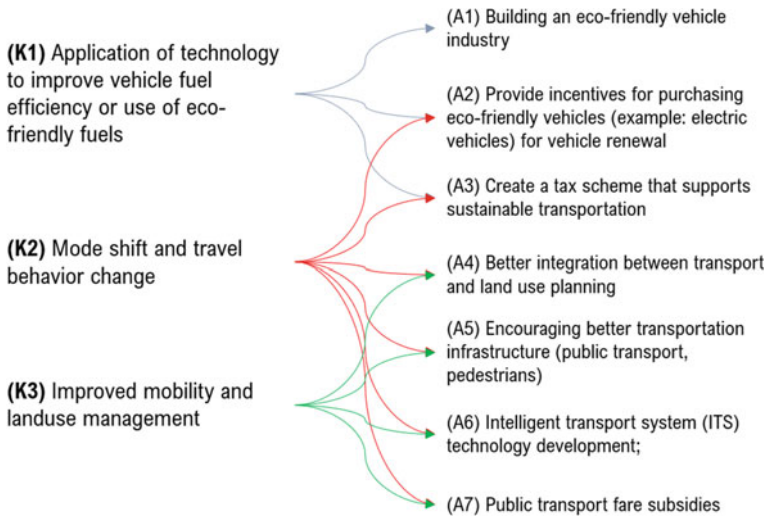 (K1) Application of technology
to improve vehicle fuel
efficiency or use of eco-
friendly fuels
(K2) Mode shift and travel
behavior change
(K3) Improved mobility and
landuse management
(A1) Building an eco-friendly vehicle
industry
(A2) Provide incentives for purchasing
eco-friendly vehicles (example: electric
vehicles) for vehicle renewal
(A3) Create a tax scheme that supports
sustainable transportation
(A4) Better integration between transport
and land use planning
(A5) Encouraging better transportation
infrastructure (public transport,
pedestrians)
(A6) Intelligent transport system (ITS)
technology development;
(A7) Public transport fare subsidies